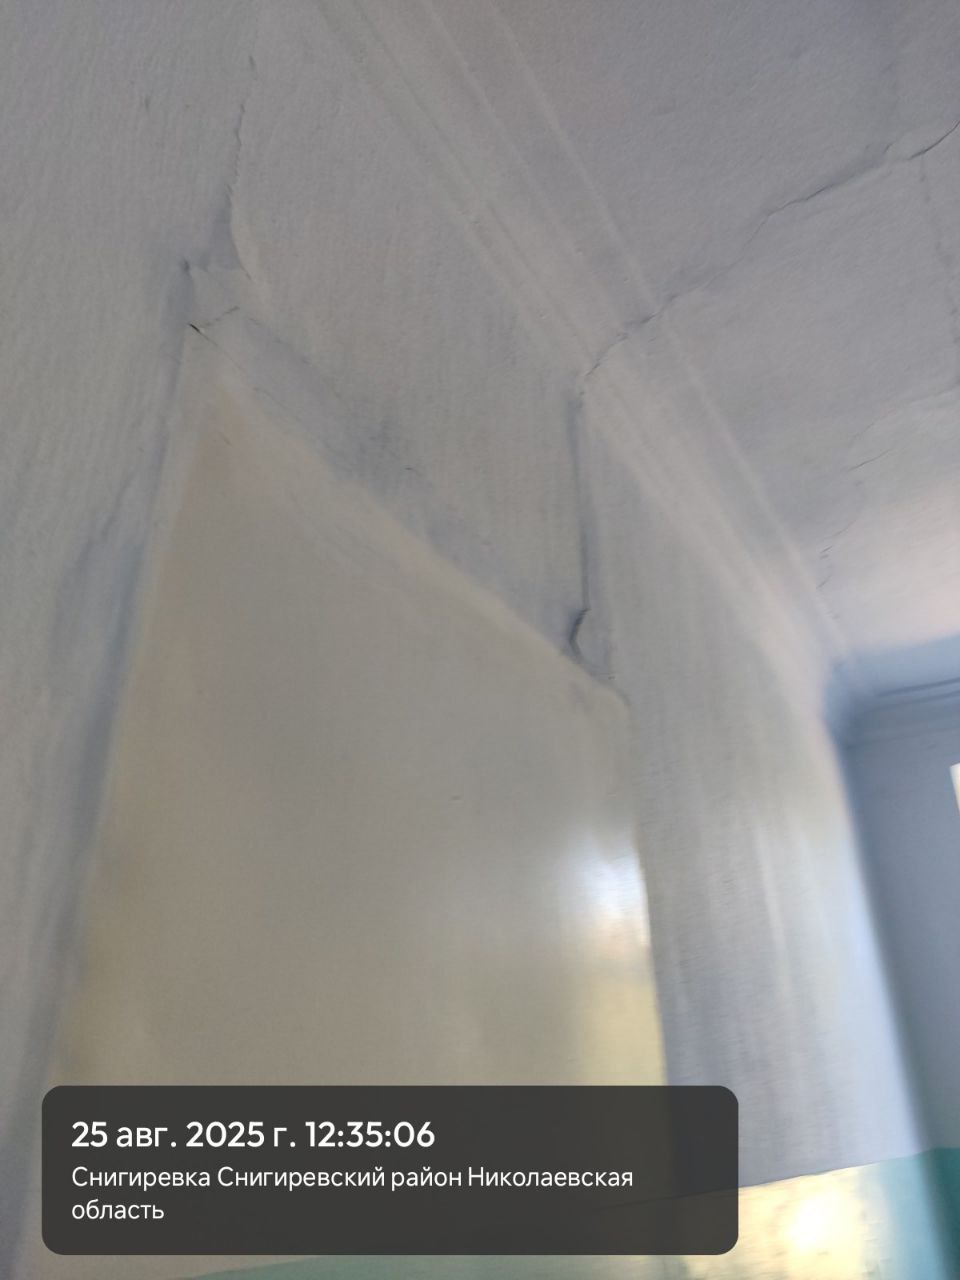 25 авг. 2025 г. 12:35:06
Снигиревка Снигиревский район Николаевская
область